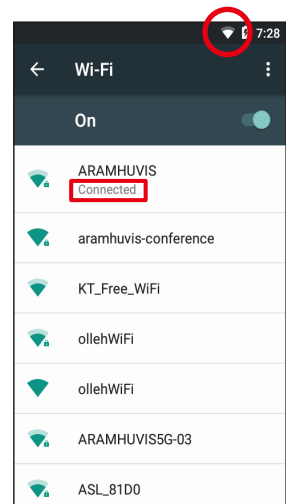 7:28
Wi-Fi
On
ARAMHUVIS
Connected
aramhuvis-conference
KT_Free_WiFi
ollehWiFi
ollehWiFi
ARAMHUVIS5G-03
ASL_81D0